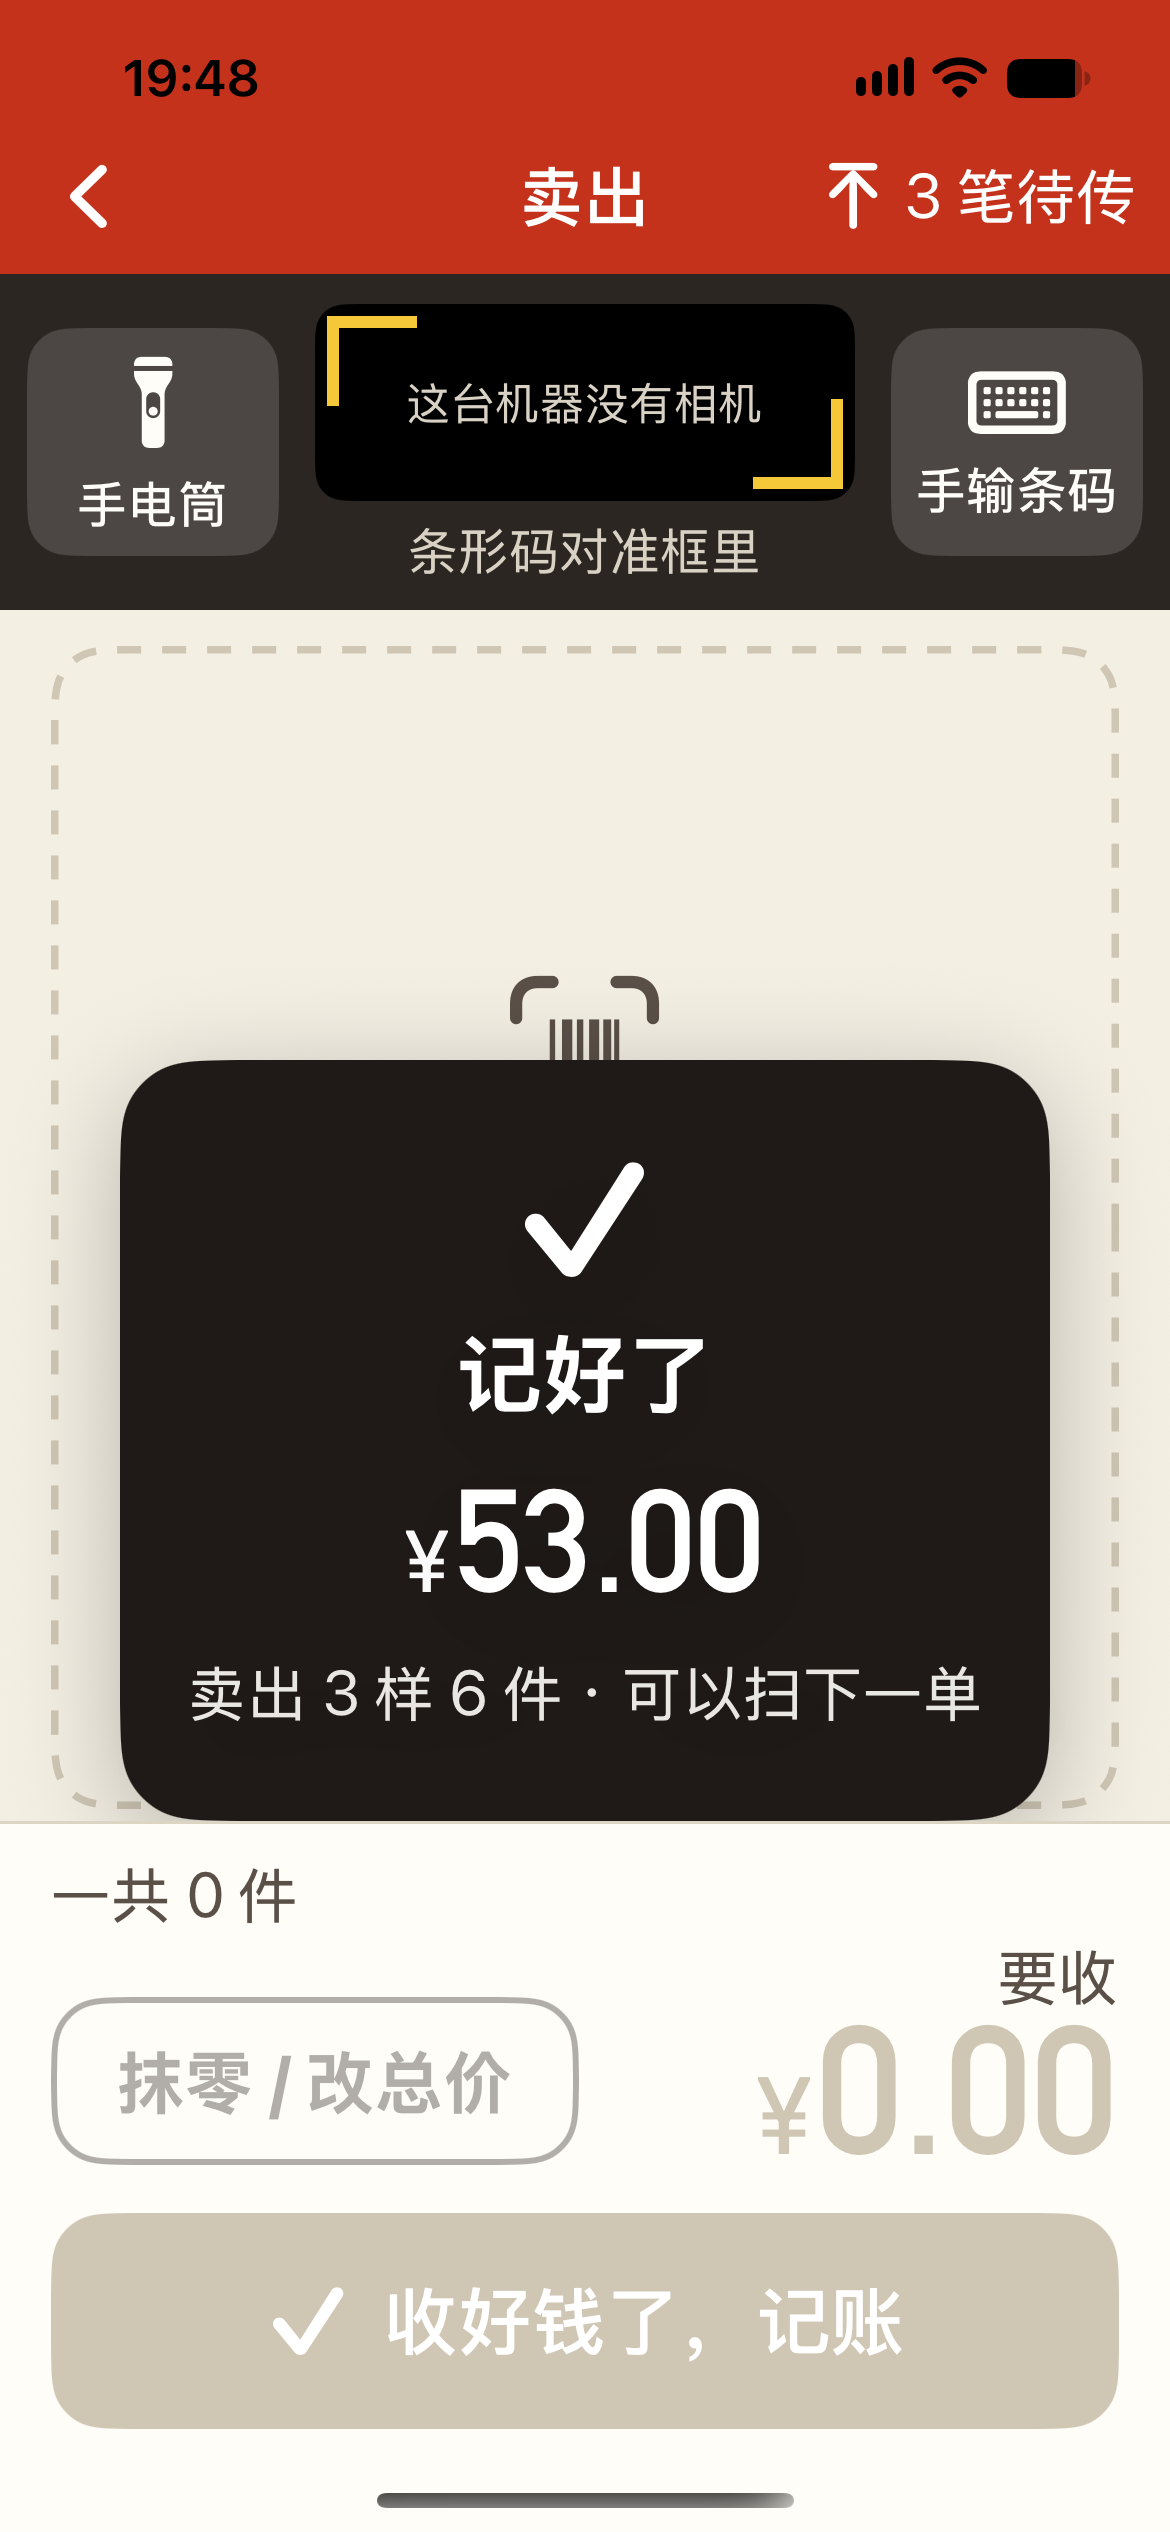 19:48
卖出
3 笔待传
手电筒
这台机器没有相机
手输条码
条形码对准框里
记好了
¥53.00
卖出 3 样 6 件 · 可以扫下一单
一共 0 件
要收
抹零 / 改总价
¥0.00
收好钱了，记账